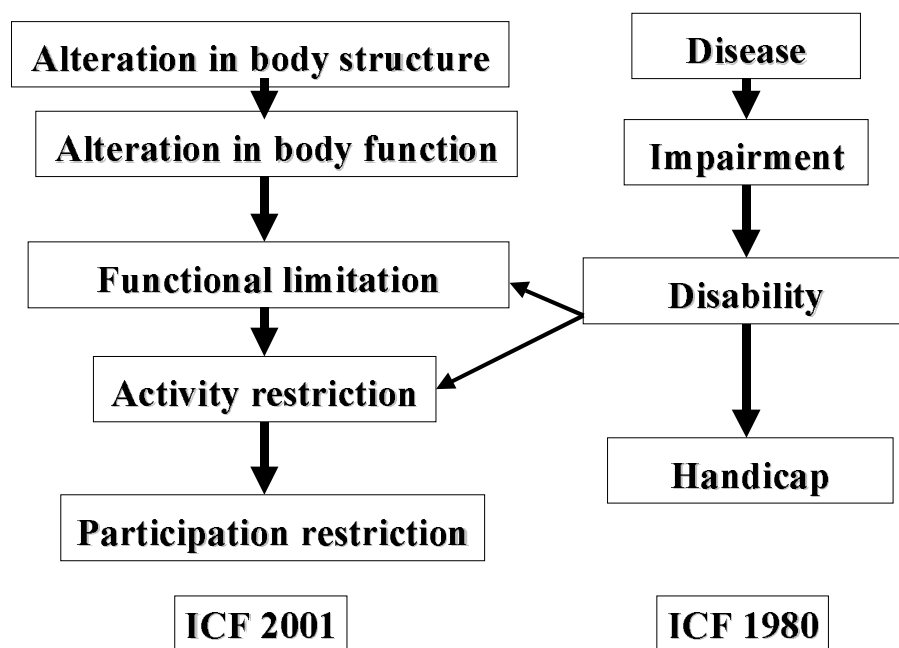 Alteration in body structure
Alteration in body function
Functional limitation
Activity restriction
Participation restriction
ICF 2001
Disease
Impairment
Disability
Handicap
ICF 1980